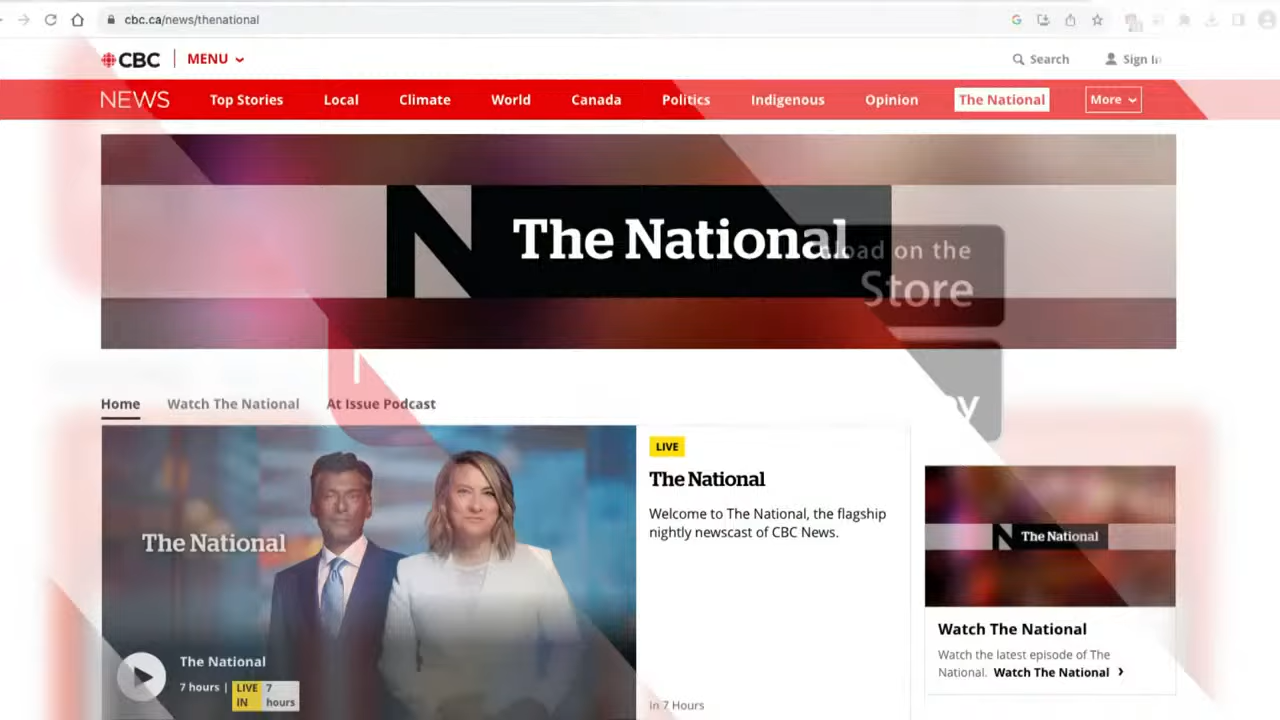 cbc.ca/news/thenational
CBC MENU Search Sign In
NEWS Top Stories Local Climate World Canada Politics Indigenous Opinion The National More
N The National
on the
Store
Home Watch The National At Issue Podcast
LIVE
The National
Welcome to The National, the flagship
nightly newscast of CBC News.
In 7 Hours
The National
The National
7 hours | LIVE IN 7 hours
N The National
Watch The National
Watch the latest episode of The
National. Watch The National